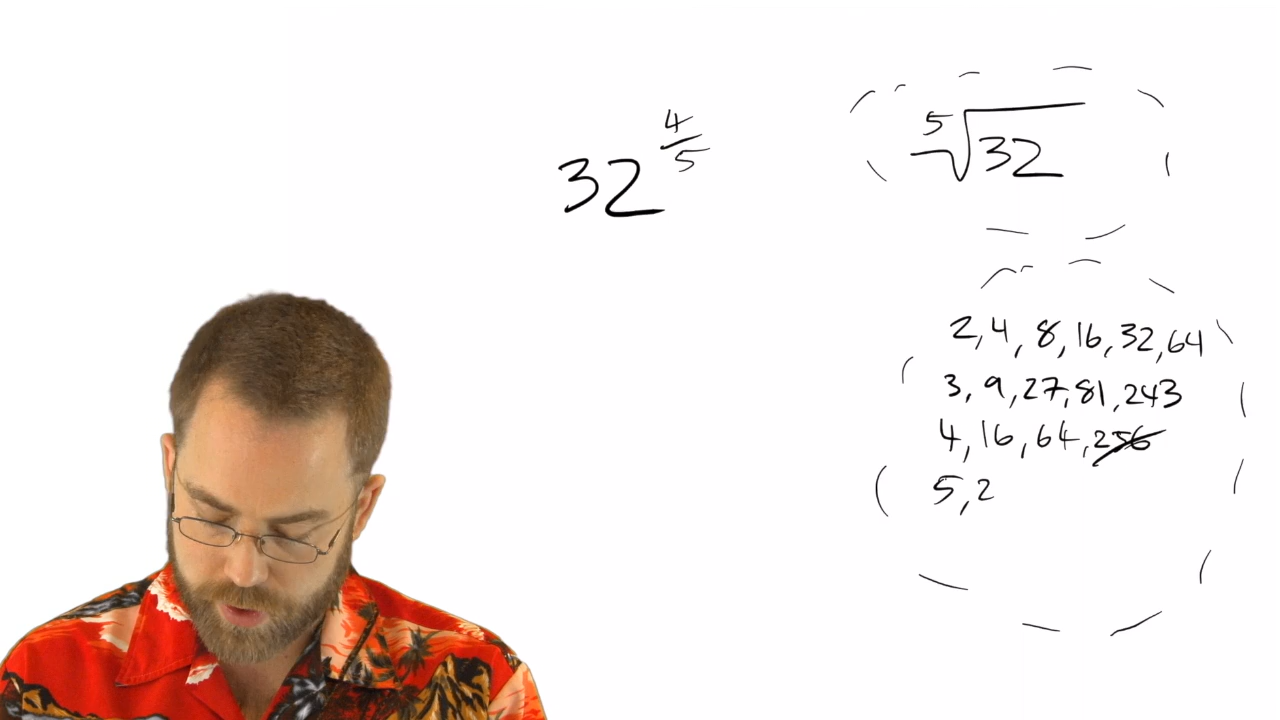 32^(4/5)
⁵√32
2, 4, 8, 16, 32, 64
3, 9, 27, 81, 243
4, 16, 64, 256
5, 2